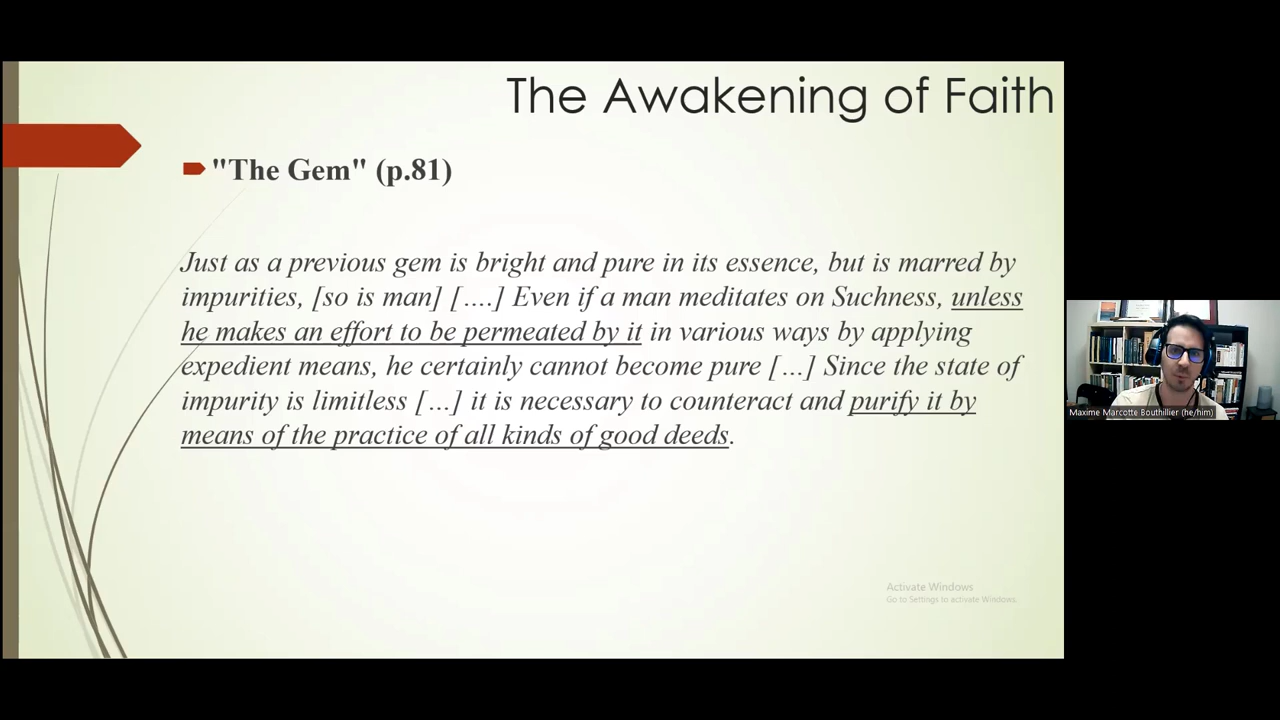 The Awakening of Faith
"The Gem" (p.81)
Just as a previous gem is bright and pure in its essence, but is marred by
impurities, [so is man] [….] Even if a man meditates on Suchness, unless
he makes an effort to be permeated by it in various ways by applying
expedient means, he certainly cannot become pure […] Since the state of
impurity is limitless […] it is necessary to counteract and purify it by
means of the practice of all kinds of good deeds.
Activate Windows
Go to Settings to activate Windows.
Maxime Marcotte Bouthillier (he/him)